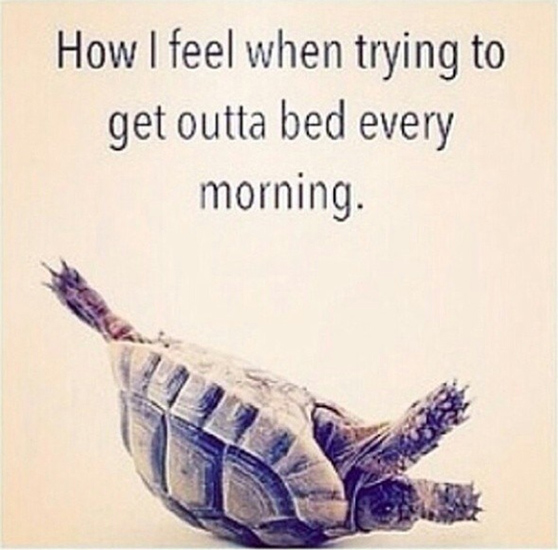 How I feel when trying to
get outta bed every
morning.